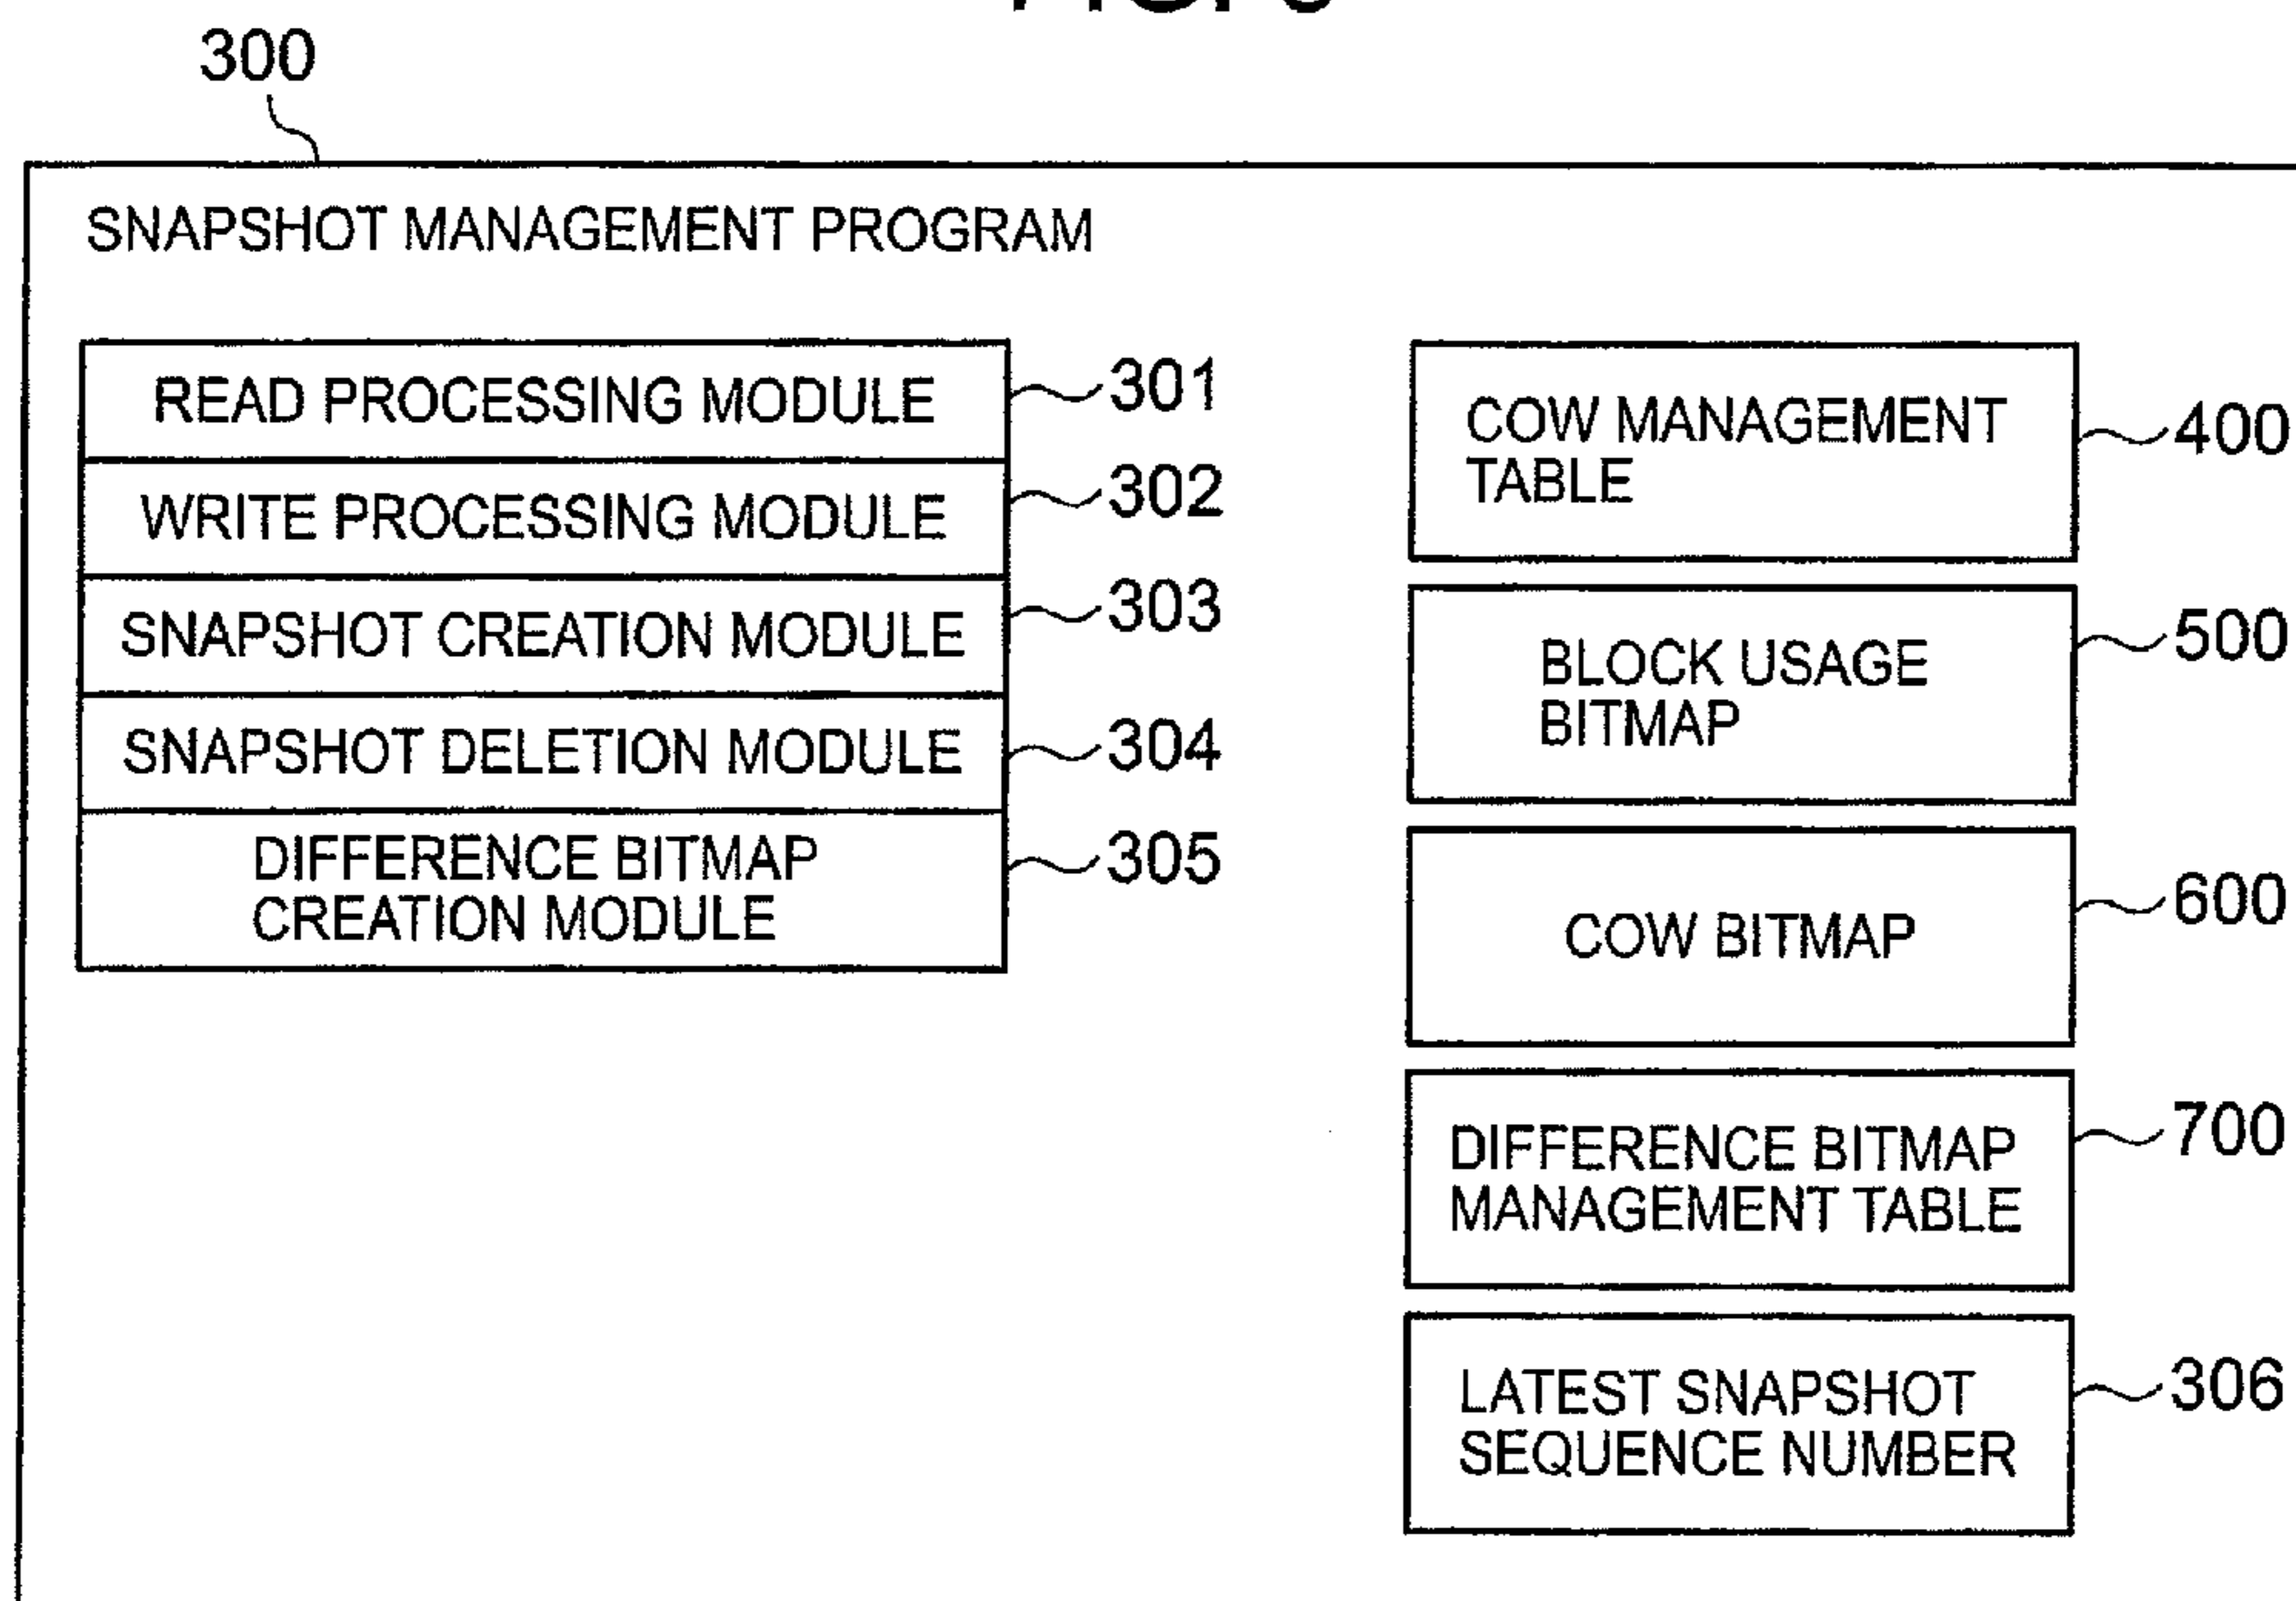 300
SNAPSHOT MANAGEMENT PROGRAM
READ PROCESSING MODULE
301
WRITE PROCESSING MODULE
302
SNAPSHOT CREATION MODULE
303
SNAPSHOT DELETION MODULE
304
DIFFERENCE BITMAP
CREATION MODULE
305
COW MANAGEMENT
TABLE
400
BLOCK USAGE
BITMAP
500
COW BITMAP
600
DIFFERENCE BITMAP
MANAGEMENT TABLE
700
LATEST SNAPSHOT
SEQUENCE NUMBER
306